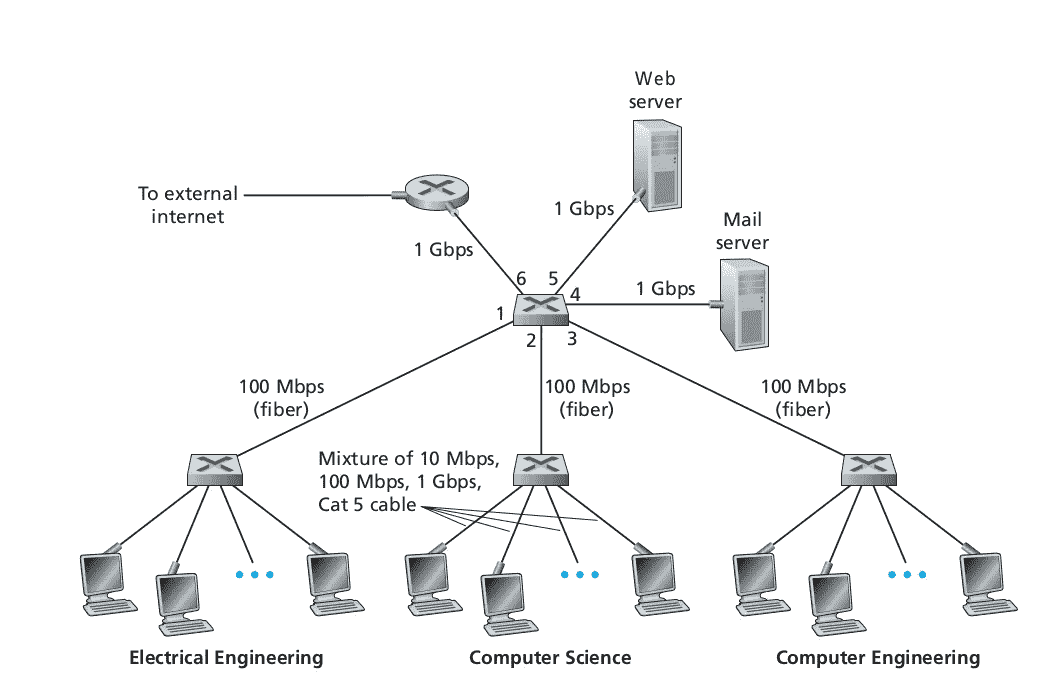 Web
server
To external
internet
1 Gbps
1 Gbps
Mail
server
1 Gbps
6
5
4
1
2
3
100 Mbps
(fiber)
100 Mbps
(fiber)
100 Mbps
(fiber)
Mixture of 10 Mbps,
100 Mbps, 1 Gbps,
Cat 5 cable
Electrical Engineering
Computer Science
Computer Engineering